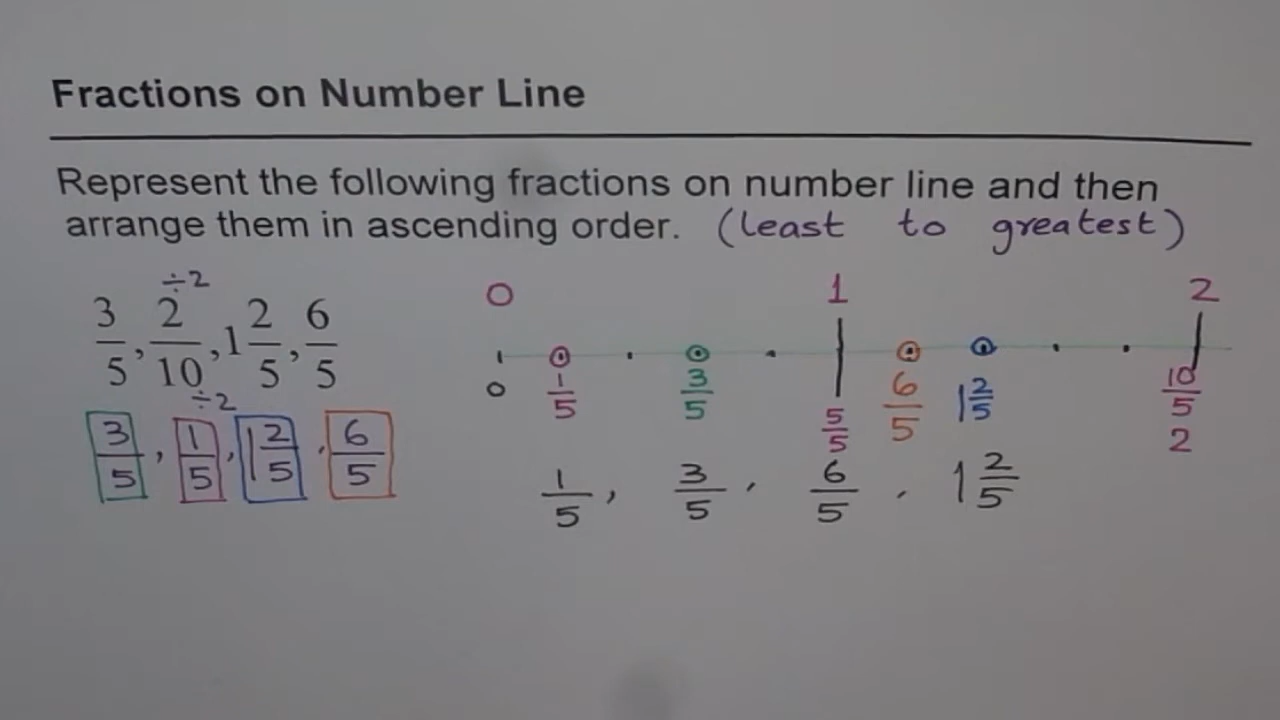 Fractions on Number Line
Represent the following fractions on number line and then
arrange them in ascending order. (least to greatest)
÷2
3/5, 2/10, 1 2/5, 6/5
÷2
3/5, 1/5, 1 2/5, 6/5
0 1 2
0 1/5 3/5 5/5 6/5 1 2/5 10/5
2
1/5, 3/5, 6/5, 1 2/5